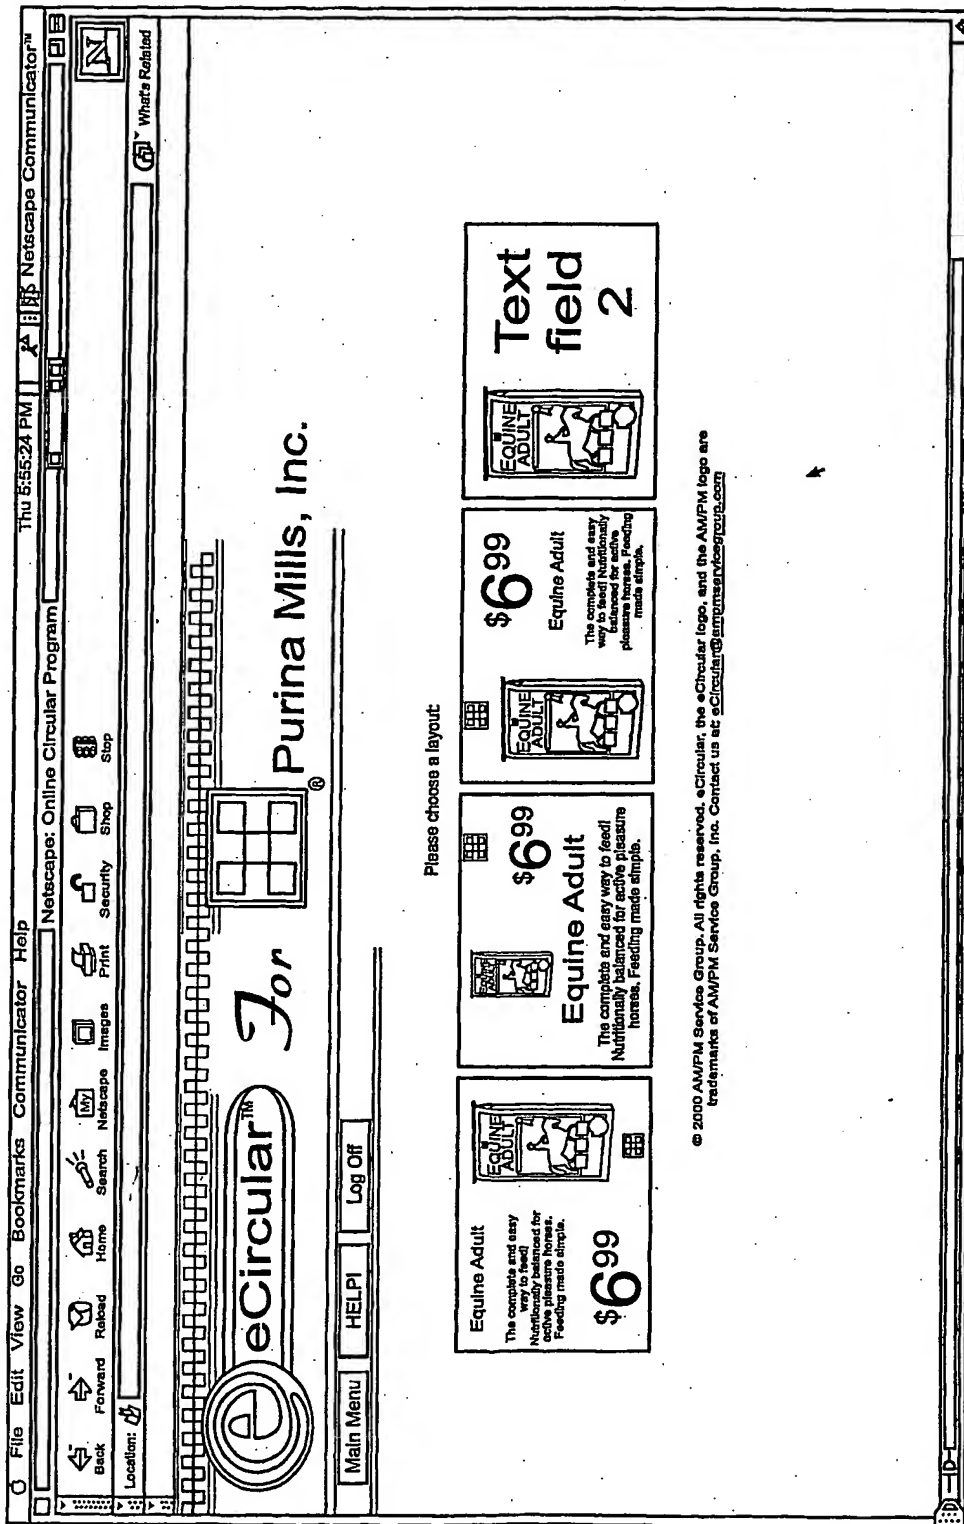 File Edit View Go Bookmarks Communicator Help
Thu 5:55:24 PM
Netscape Communicator™
Netscape: Online Circular Program
Back Forward Reload Home Search Netscape Images Print Security Shop Stop
My
N
Location:
What's Related
eCircular™ For Purina Mills, Inc.
®
Main Menu HELP! Log Off
Please choose a layout:
Equine Adult
The complete and easy
way to feed!
Nutritionally balanced for
active pleasure horses.
Feeding made simple.
$6 99
EQUINE
ADULT
EQUINE
ADULT
$6 99
Equine Adult
The complete and easy way to feed!
Nutritionally balanced for active pleasure
horses. Feeding made simple.
EQUINE
ADULT
$6 99
Equine Adult
The complete and easy
way to feed! Nutritionally
balanced for active
pleasure horses. Feeding
made simple.
EQUINE
ADULT
Text
field
2
© 2000 AM/PM Service Group. All rights reserved. eCircular, the eCircular logo, and the AM/PM logo are
trademarks of AM/PM Service Group, Inc. Contact us at: eCircular@ampmservicegroup.com